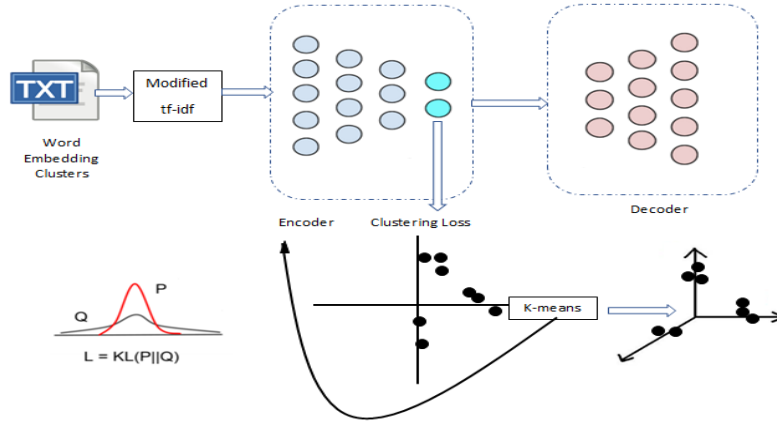 TXT
Word
Embedding
Clusters
Modified
tf-idf
Encoder
Clustering Loss
Decoder
P
Q
L = KL(P||Q)
K-means